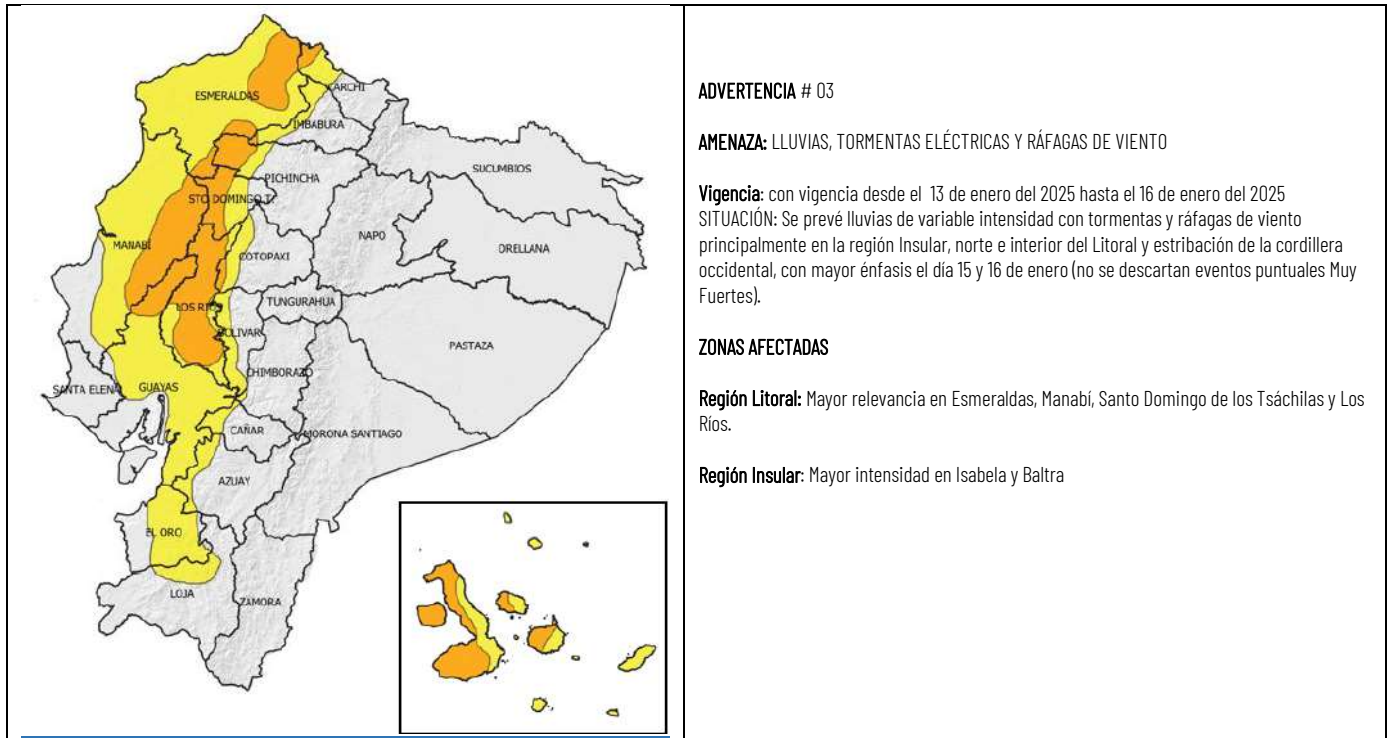 ESMERALDAS
CARCHI
IMBABURA
SUCUMBIOS
PICHINCHA
STO DOMINGO T.
NAPO
ORELLANA
MANABÍ
COTOPAXI
TUNGURAHUA
LOS RIOS
BOLIVAR
PASTAZA
CHIMBORAZO
SANTA ELENA
GUAYAS
CAÑAR
MORONA SANTIAGO
AZUAY
EL ORO
LOJA
ZAMORA
ADVERTENCIA # 03
AMENAZA: LLUVIAS, TORMENTAS ELÉCTRICAS Y RÁFAGAS DE VIENTO
Vigencia: con vigencia desde el 13 de enero del 2025 hasta el 16 de enero del 2025
SITUACIÓN: Se prevé lluvias de variable intensidad con tormentas y ráfagas de viento
principalmente en la región Insular, norte e interior del Litoral y estribación de la cordillera
occidental, con mayor énfasis el día 15 y 16 de enero (no se descartan eventos puntuales Muy
Fuertes).
ZONAS AFECTADAS
Región Litoral: Mayor relevancia en Esmeraldas, Manabí, Santo Domingo de los Tsáchilas y Los
Ríos.
Región Insular: Mayor intensidad en Isabela y Baltra